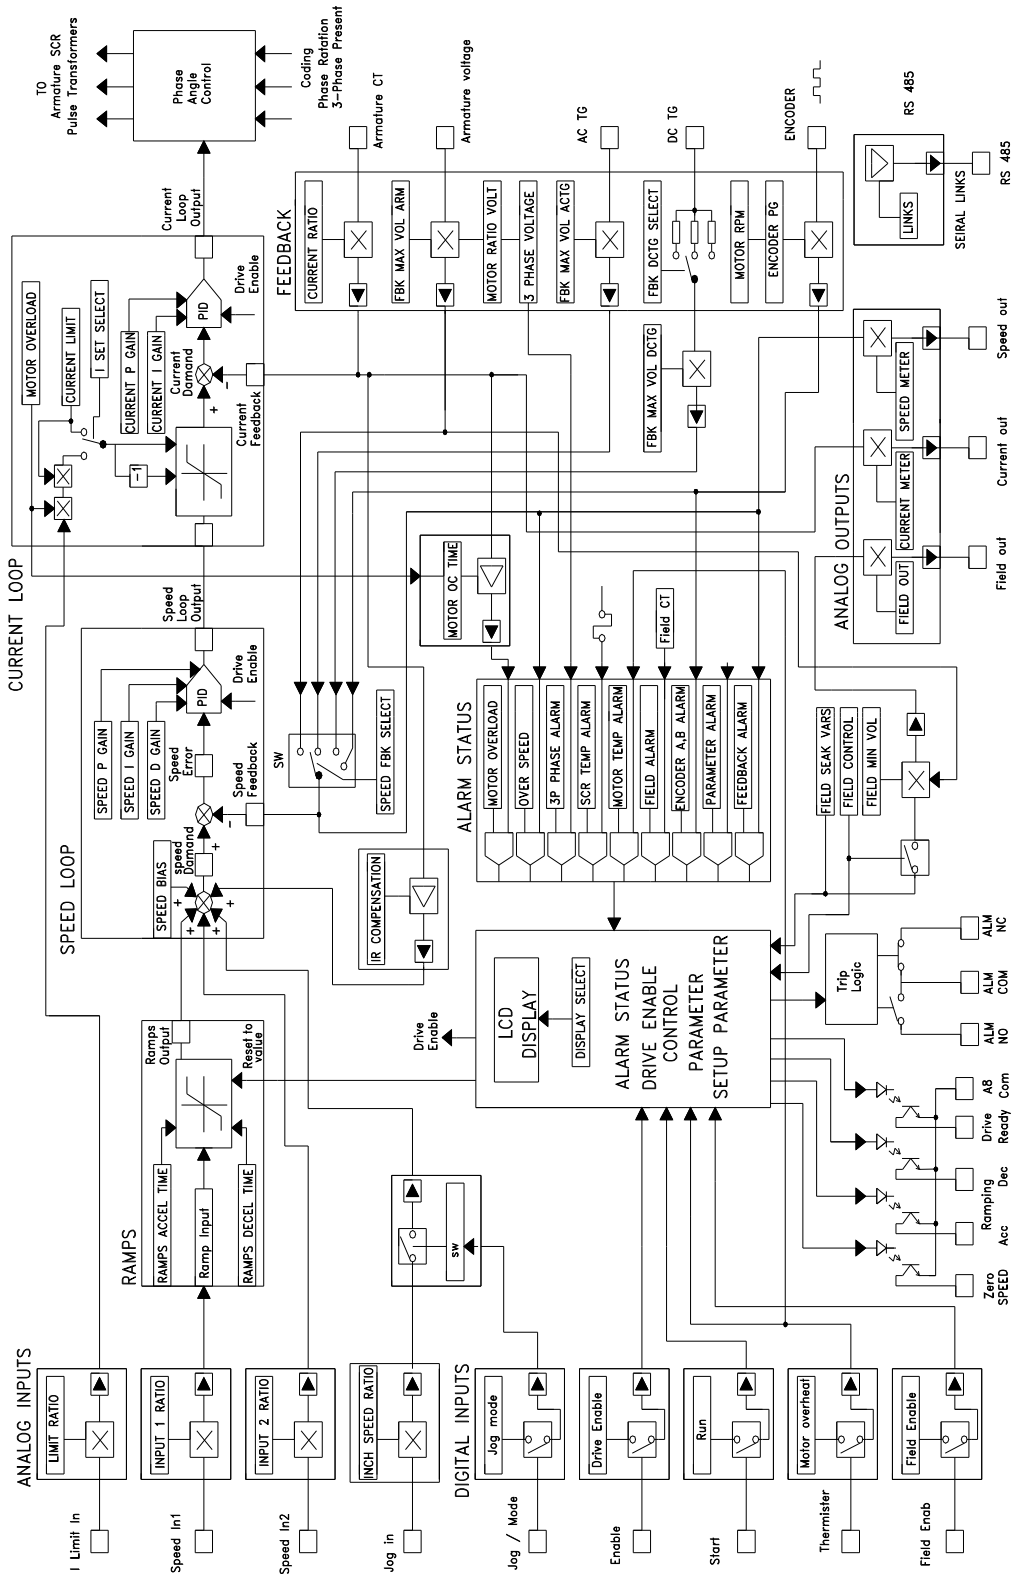 ANALOG INPUTS
I Limit In
LIMIT RATIO
Speed In1
INPUT 1 RATIO
Speed In2
INPUT 2 RATIO
Jog in
INCH SPEED RATIO
DIGITAL INPUTS
Jog / Mode
Jog mode
Enable
Drive Enable
Start
Run
Thermister
Motor overheat
Field Enab
Field Enable
RAMPS
RAMPS ACCEL TIME
Ramp Input
RAMPS DECEL TIME
Ramps
Output
Reset to
value
sw
SPEED LOOP
SPEED BIAS
+
+
+
+
speed
Damand
+
-
Speed
Error
SPEED P GAIN
SPEED I GAIN
SPEED D GAIN
PID
Speed
Feedback
Drive
Enable
Speed
Loop
Output
CURRENT LOOP
MOTOR OVERLOAD
CURRENT LIMIT
I SET SELECT
-1
CURRENT P GAIN
CURRENT I GAIN
Current
Damand
+
-
Current
Feedback
PID
Drive
Enable
Current
Loop
Output
TO
Armature SCR
Pulse Transformers
Phase
Angle
Control
Coding
Phase Ratation
3-Phase Present
FEEDBACK
CURRENT RATIO
Armature CT
FBK MAX VOL ARM
Armature voltage
MOTOR RATIO VOLT
3 PHASE VOLTAGE
FBK MAX VOL ACTG
AC TG
FBK DCTG SELECT
DC TG
MOTOR RPM
ENCODER PG
ENCODER
FBK MAX VOL DCTG
SW
SPEED FBK SELECT
IR COMPENSATION
MOTOR OC TIME
ALARM STATUS
MOTOR OVERLOAD
OVER SPEED
3P PHASE ALARM
SCR TEMP ALARM
MOTOR TEMP ALARM
FIELD ALARM
ENCODER A,B ALARM
PARAMETER ALARM
FEEDBACK ALARM
Field CT
Drive
Enable
LCD
DISPLAY
DISPLAY SELECT
ALARM STATUS
DRIVE ENABLE
CONTROL
PARAMETER
SETUP PARAMETER
FIELD SEAK VARS
FIELD CONTROL
FIELD MIN VOL
Trip
Logic
ALM
NO
ALM
COM
ALM
NC
Zero
SPEED
Ramping
Acc
Dec
Drive
Ready
A8
Com
ANALOG OUTPUTS
FIELD OUT
CURRENT METER
SPEED METER
Field out
Current out
Speed out
LINKS
SEIRAL LINKS
RS 485
RS 485